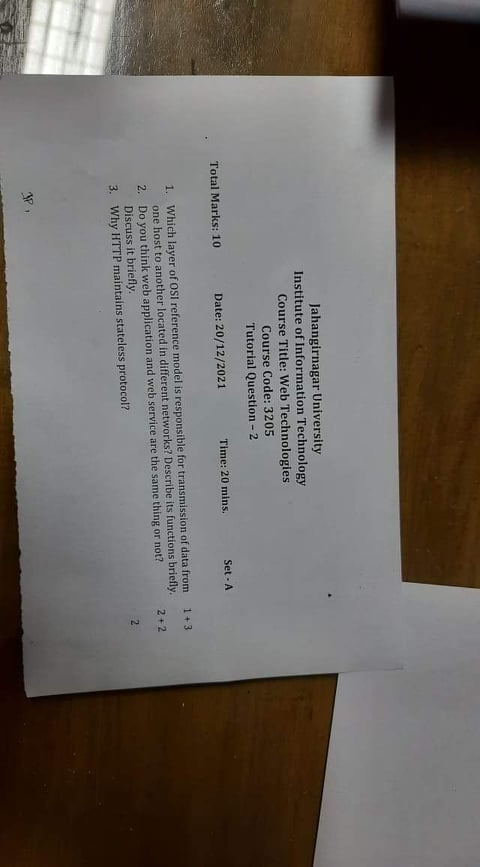 Jahangirnagar University
Institute of Information Technology
Course Title: Web Technologies
Course Code: 3205
Tutorial Question – 2
Total Marks: 10 Date: 20/12/2021 Time: 20 mins. Set - A
1. Which layer of OSI reference model is responsible for transmission of data from 1 + 3
one host to another located in different networks? Describe its functions briefly.
2. Do you think web application and web service are the same thing or not? 2 + 2
Discuss it briefly.
3. Why HTTP maintains stateless protocol? 2